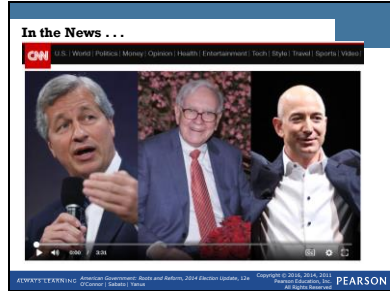 In the News . . .
CNN U.S. | World | Politics | Money | Opinion | Health | Entertainment | Tech | Style | Travel | Sports | Video |
0:00 / 3:31
ALWAYS LEARNING American Government: Roots and Reform, 2014 Election Update, 12e Copyright © 2016, 2014, 2011 PEARSON
O'Connor | Sabato | Yanus Pearson Education, Inc.
All Rights Reserved